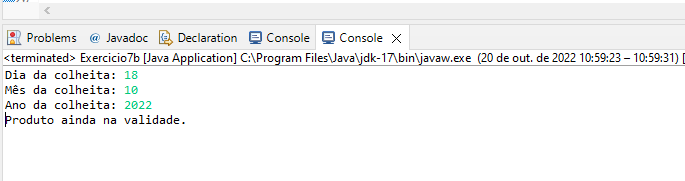 Problems @ Javadoc Declaration Console Console
<terminated> Exercicio7b [Java Application] C:\Program Files\Java\jdk-17\bin\javaw.exe (20 de out. de 2022 10:59:23 – 10:59:31) [
Dia da colheita: 18
Mês da colheita: 10
Ano da colheita: 2022
Produto ainda na validade.